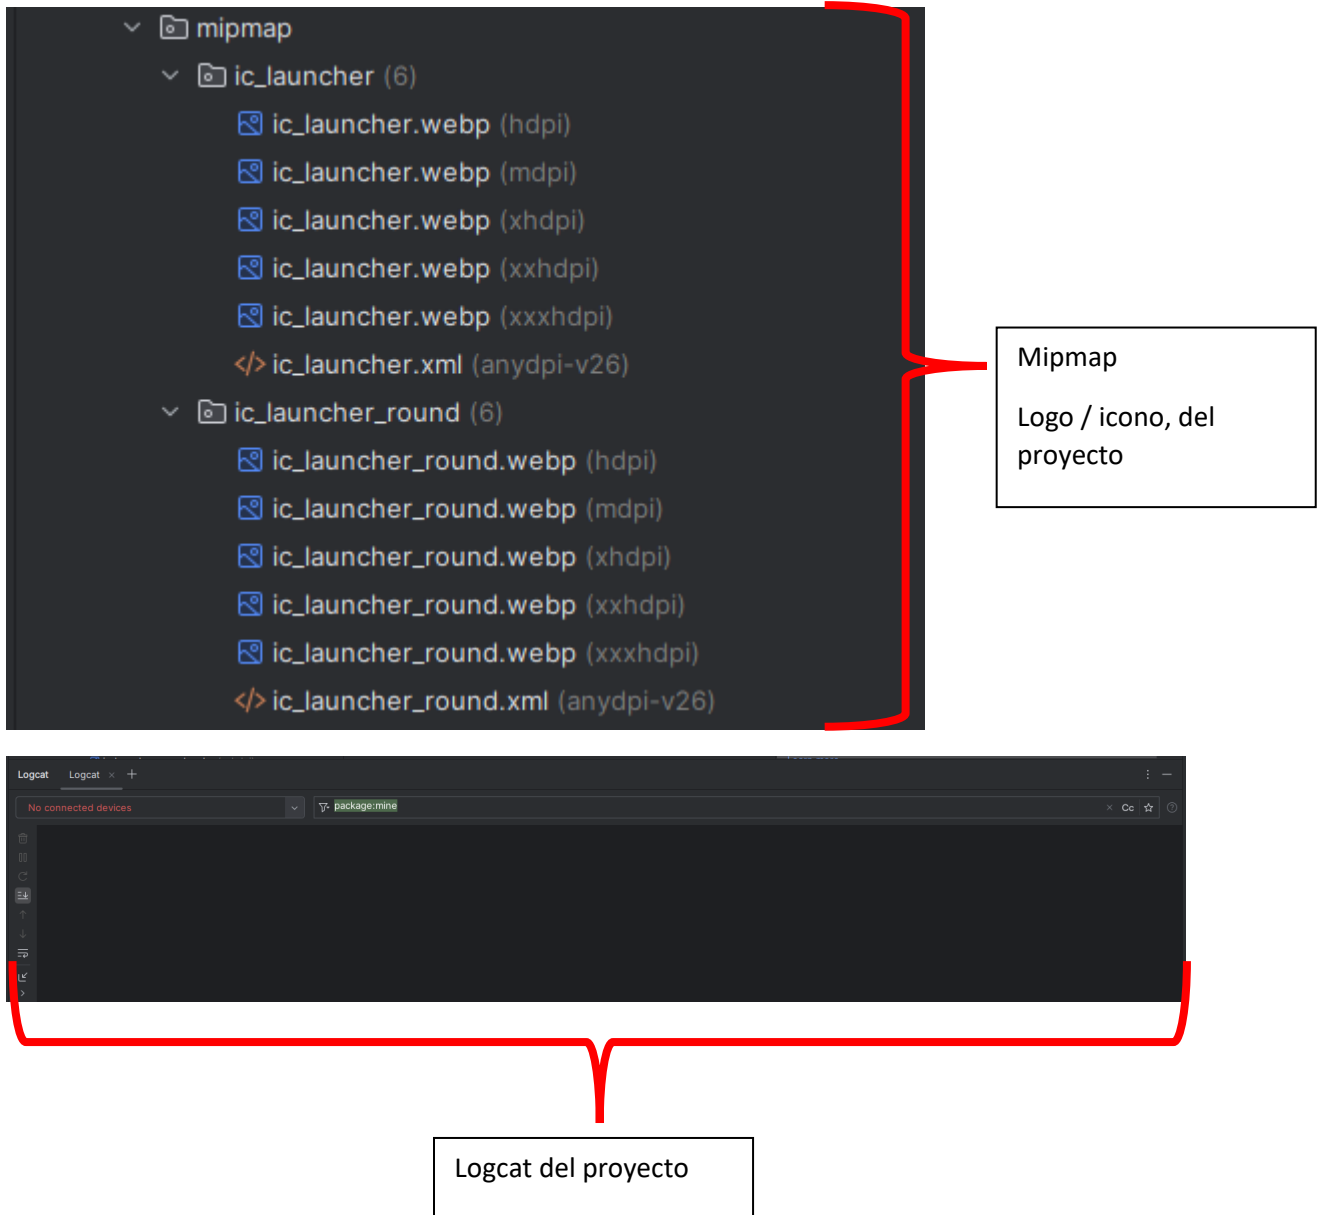 mipmap
ic_launcher (6)
ic_launcher.webp (hdpi)
ic_launcher.webp (mdpi)
ic_launcher.webp (xhdpi)
ic_launcher.webp (xxhdpi)
ic_launcher.webp (xxxhdpi)
</> ic_launcher.xml (anydpi-v26)
ic_launcher_round (6)
ic_launcher_round.webp (hdpi)
ic_launcher_round.webp (mdpi)
ic_launcher_round.webp (xhdpi)
ic_launcher_round.webp (xxhdpi)
ic_launcher_round.webp (xxxhdpi)
</> ic_launcher_round.xml (anydpi-v26)
Mipmap
Logo / icono, del
proyecto
Logcat Logcat × +
No connected devices package:mine × Cc
Logcat del proyecto